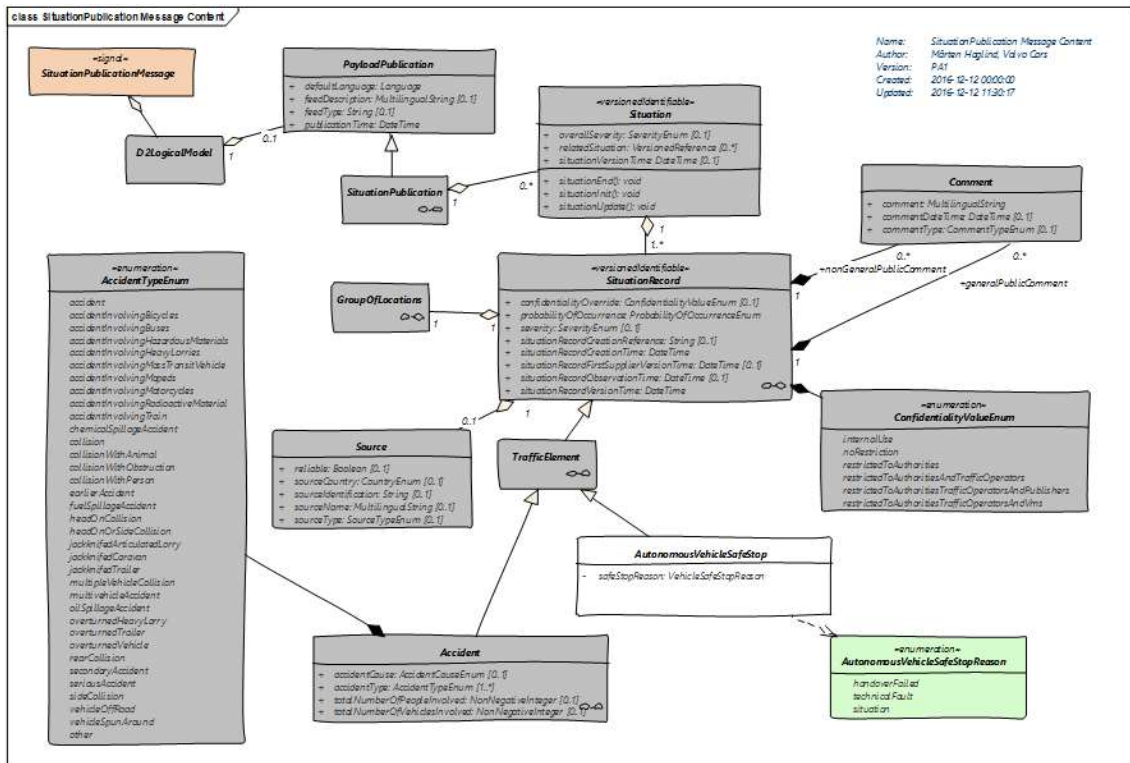 class SituationPublication Message Content
Name: SituationPublication Message Content
Author: Mårten Haglind, Volvo Cars
Version: PA1
Created: 2016-12-12 00:00:00
Updated: 2016-12-12 11:30:17
«signal»
SituationPublicationMessage
PayloadPublication
+ defaultLanguage: Language
+ feedDescription: MultilingualString [0..1]
+ feedType: String [0..1]
+ publicationTime: DateTime
D2LogicalModel
1
0..1
SituationPublication
1
0..*
«versionedIdentifiable»
Situation
+ overallSeverity: SeverityEnum [0..1]
+ relatedSituation: VersionedReference [0..*]
+ situationVersionTime: DateTime [0..1]
+ situationEnd(): void
+ situationInit(): void
+ situationUpdate(): void
1
1..*
Comment
+ comment: MultilingualString
+ commentDateTime: DateTime [0..1]
+ commentType: CommentTypeEnum [0..1]
0..*
0..*
+nonGeneralPublicComment
+generalPublicComment
1
1
«versionedIdentifiable»
SituationRecord
+ confidentialityOverride: ConfidentialityValueEnum [0..1]
+ probabilityOfOccurrence: ProbabilityOfOccurrenceEnum
+ severity: SeverityEnum [0..1]
+ situationRecordCreationReference: String [0..1]
+ situationRecordCreationTime: DateTime
+ situationRecordFirstSupplierVersionTime: DateTime [0..1]
+ situationRecordObservationTime: DateTime [0..1]
+ situationRecordVersionTime: DateTime
GroupOfLocations
1
1
«enumeration»
AccidentTypeEnum
accident
accidentInvolvingBicycles
accidentInvolvingBuses
accidentInvolvingHazardousMaterials
accidentInvolvingHeavyLorries
accidentInvolvingMassTransitVehicle
accidentInvolvingMopeds
accidentInvolvingMotorcycles
accidentInvolvingRadioactiveMaterial
accidentInvolvingTrain
chemicalSpillageAccident
collision
collisionWithAnimal
collisionWithObstruction
collisionWithPerson
earlierAccident
fuelSpillageAccident
headOnCollision
headOnOrSideCollision
jackknifedArticulatedLorry
jackknifedCaravan
jackknifedTrailer
multipleVehicleCollision
multivehicleAccident
oilSpillageAccident
overturnedHeavyLorry
overturnedTrailer
overturnedVehicle
rearCollision
secondaryAccident
seriousAccident
sideCollision
vehicleOffRoad
vehicleSpunAround
other
0..1
1
Source
+ reliable: Boolean [0..1]
+ sourceCountry: CountryEnum [0..1]
+ sourceIdentification: String [0..1]
+ sourceName: MultilingualString [0..1]
+ sourceType: SourceTypeEnum [0..1]
TrafficElement
«enumeration»
ConfidentialityValueEnum
internalUse
noRestriction
restrictedToAuthorities
restrictedToAuthoritiesAndTrafficOperators
restrictedToAuthoritiesTrafficOperatorsAndPublishers
restrictedToAuthoritiesTrafficOperatorsAndVms
AutonomousVehicleSafeStop
- safeStopReason: VehicleSafeStopReason
Accident
+ accidentCause: AccidentCauseEnum [0..1]
+ accidentType: AccidentTypeEnum [1..*]
+ totalNumberOfPeopleInvolved: NonNegativeInteger [0..1]
+ totalNumberOfVehiclesInvolved: NonNegativeInteger [0..1]
«enumeration»
AutonomousVehicleSafeStopReason
handoverFailed
technicalFault
situation